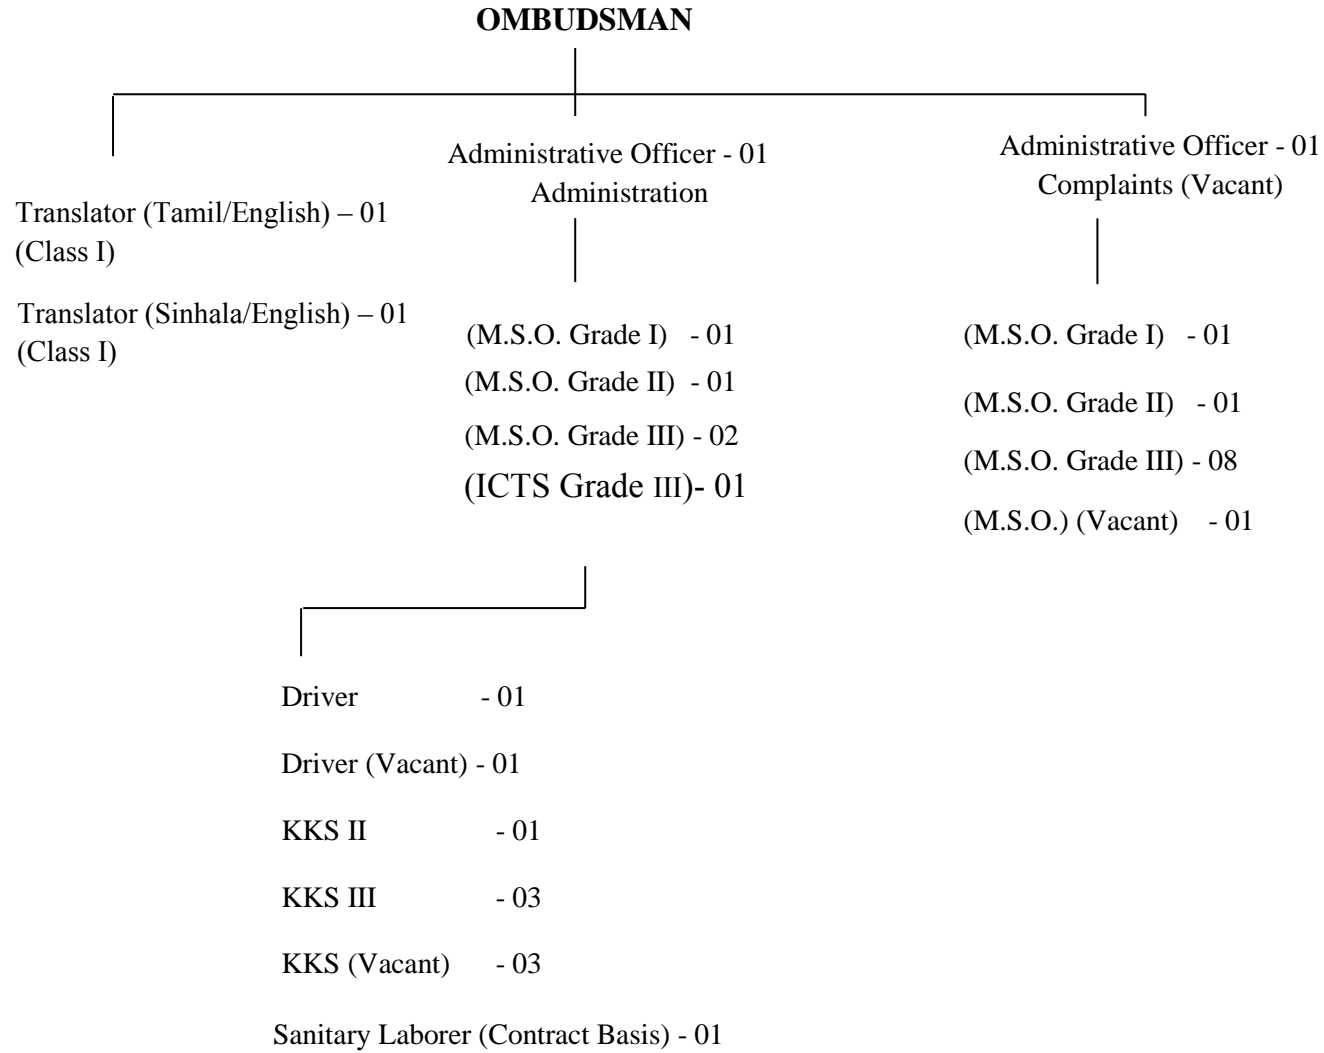 OMBUDSMAN
Translator (Tamil/English) – 01
(Class I)
Translator (Sinhala/English) – 01
(Class I)
Administrative Officer - 01
Administration
(M.S.O. Grade I) - 01
(M.S.O. Grade II) - 01
(M.S.O. Grade III) - 02
(ICTS Grade III)- 01
Administrative Officer - 01
Complaints (Vacant)
(M.S.O. Grade I) - 01
(M.S.O. Grade II) - 01
(M.S.O. Grade III) - 08
(M.S.O.) (Vacant) - 01
Driver - 01
Driver (Vacant) - 01
KKS II - 01
KKS III - 03
KKS (Vacant) - 03
Sanitary Laborer (Contract Basis) - 01